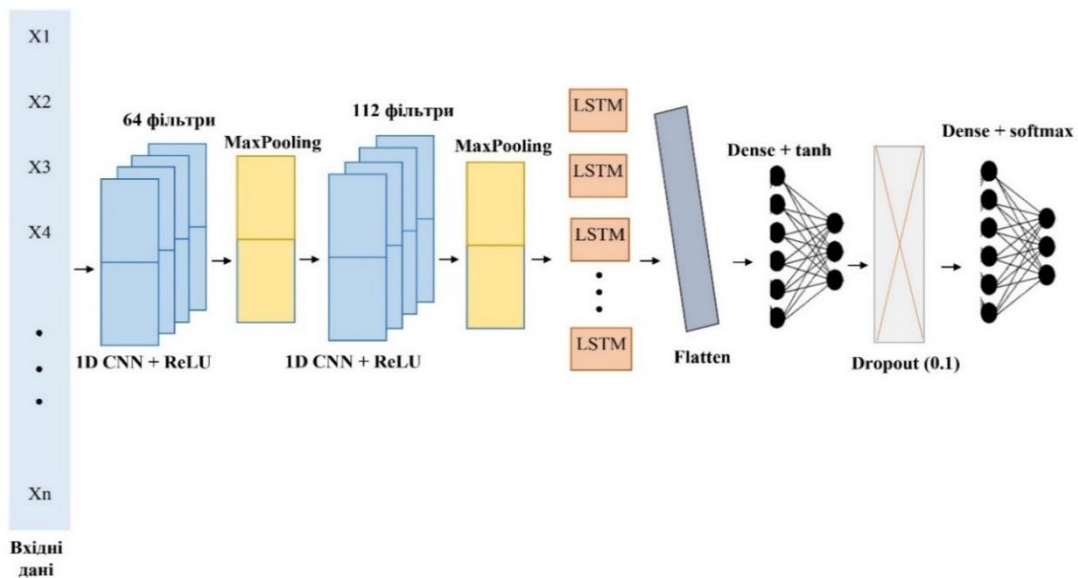 X1
X2
X3
X4
Xn
Вхідні
дані
64 фільтри
1D CNN + ReLU
MaxPooling
112 фільтри
1D CNN + ReLU
MaxPooling
LSTM
LSTM
LSTM
LSTM
Flatten
Dense + tanh
Dropout (0.1)
Dense + softmax